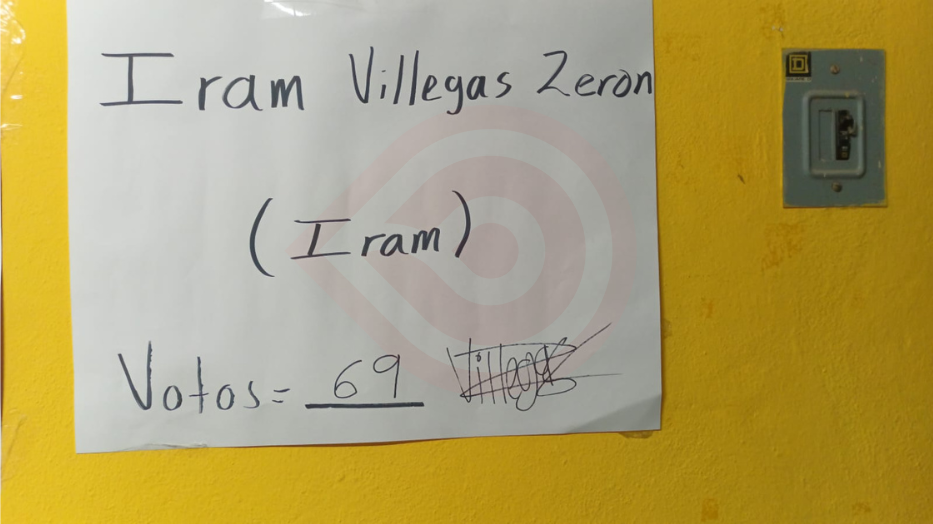 Iram Villegas Zeron
(Iram)
Votos = 69 Villegas